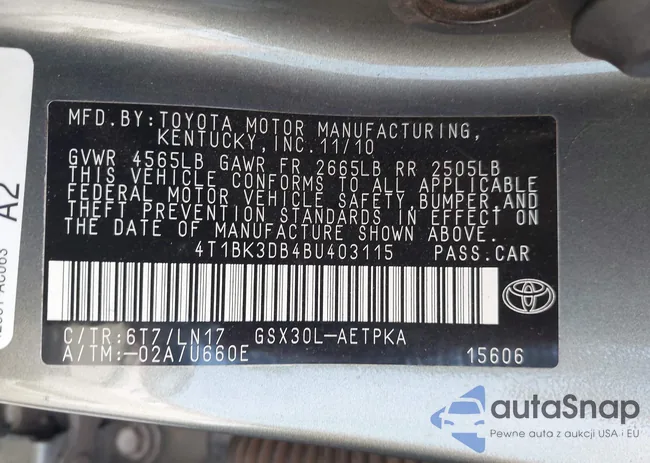 MFD.BY:TOYOTA MOTOR MANUFACTURING,
KENTUCKY, INC.11/10
GVWR 4565LB GAWR FR 2665LB RR 2505LB
THIS VEHICLE CONFORMS TO ALL APPLICABLE
FEDERAL MOTOR VEHICLE SAFETY BUMPER,AND
THEFT PREVENTION STANDARDS IN EFFECT ON
THE DATE OF MANUFACTURE SHOWN ABOVE.
4T1BK3DB4BU403115 PASS.CAR
C/TR:6T7/LN17 GSX30L-AETPKA
A/TM:-02A7U660E 15606
A2
autaSnap
Pewne auta z aukcji USA i EU